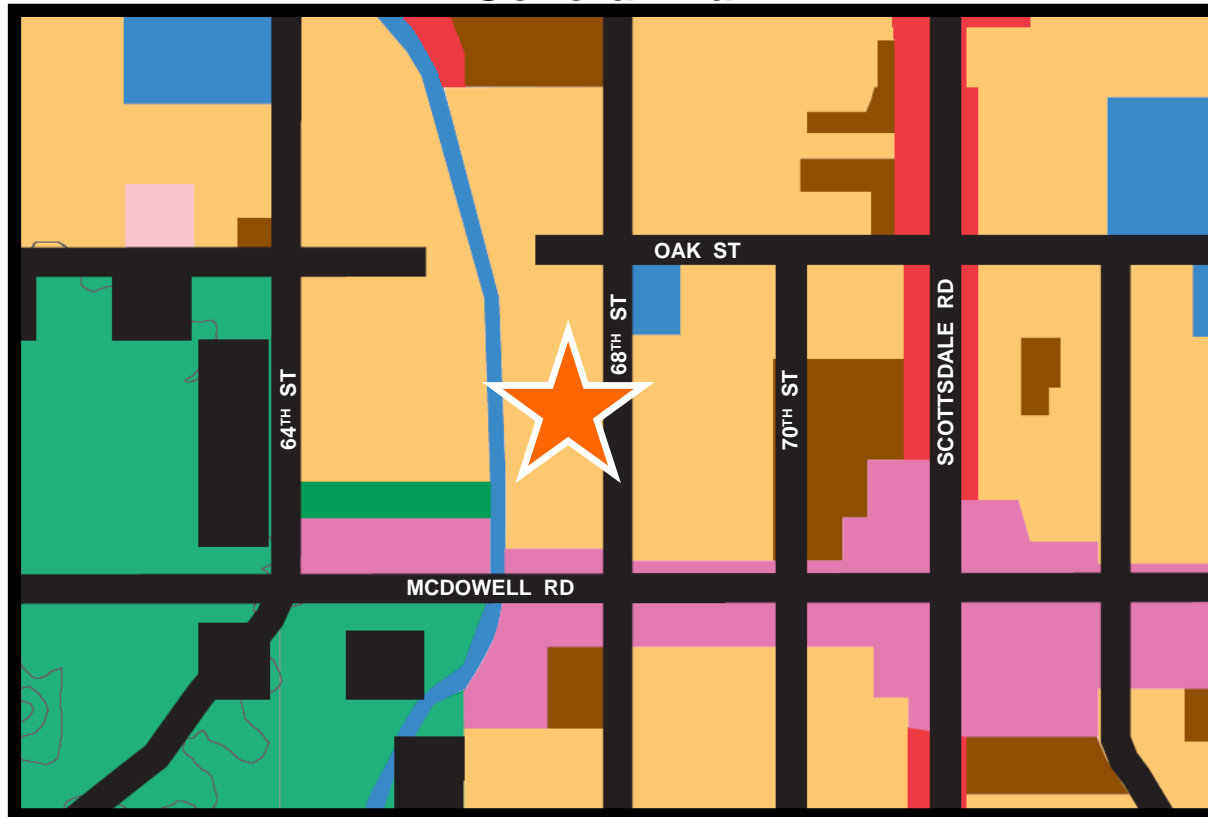 OAK ST
68TH ST
SCOTTSDALE RD
64TH ST
70TH ST
MCDOWELL RD